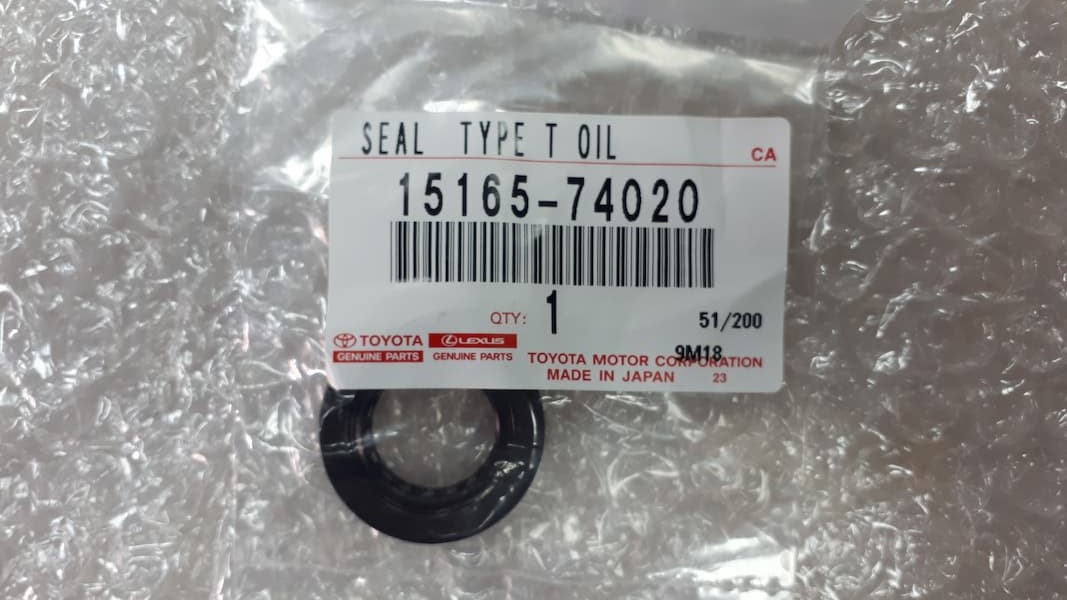 SEAL TYPE T OIL
CA
15165-74020
QTY: 1
51/200
TOYOTA LEXUS
GENUINE PARTS GENUINE PARTS
9M18
TOYOTA MOTOR CORPORATION
MADE IN JAPAN 23